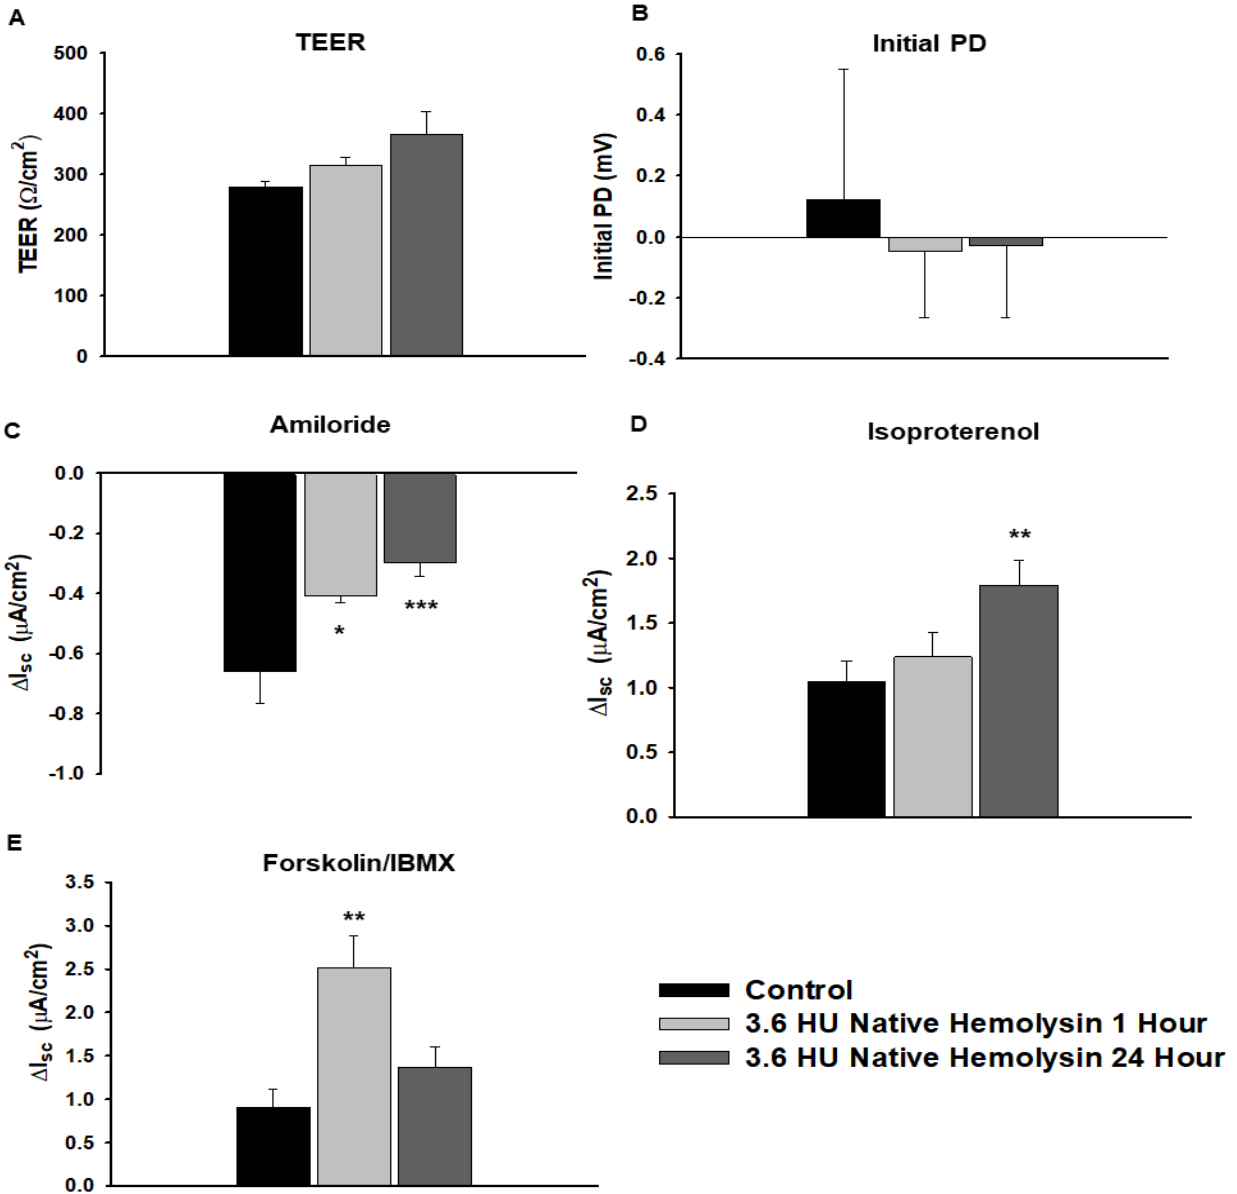 A
TEER
500
400
300
200
100
0
TEER (Ω/cm2)
B
Initial PD
0.6
0.4
0.2
0.0
-0.2
-0.4
Initial PD (mV)
C
Amiloride
0.0
-0.2
-0.4
-0.6
-0.8
-1.0
ΔIsc (μA/cm2)
*
***
D
Isoproterenol
2.5
2.0
1.5
1.0
0.5
0.0
ΔIsc (μA/cm2)
**
E
Forskolin/IBMX
3.5
3.0
2.5
2.0
1.5
1.0
0.5
0.0
ΔIsc (μA/cm2)
**
Control
3.6 HU Native Hemolysin 1 Hour
3.6 HU Native Hemolysin 24 Hour